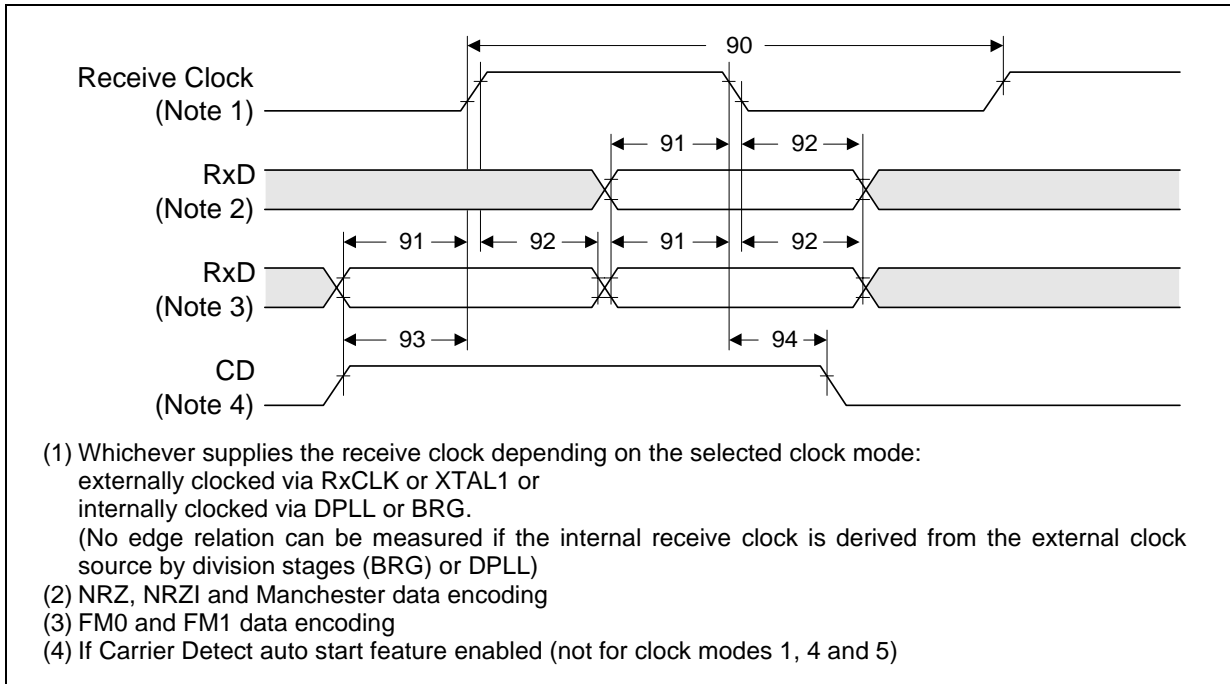 90
Receive Clock
(Note 1)
91 92
RxD
(Note 2)
91 92 91 92
RxD
(Note 3)
93 94
CD
(Note 4)
(1) Whichever supplies the receive clock depending on the selected clock mode:
externally clocked via RxCLK or XTAL1 or
internally clocked via DPLL or BRG.
(No edge relation can be measured if the internal receive clock is derived from the external clock
source by division stages (BRG) or DPLL)
(2) NRZ, NRZI and Manchester data encoding
(3) FM0 and FM1 data encoding
(4) If Carrier Detect auto start feature enabled (not for clock modes 1, 4 and 5)